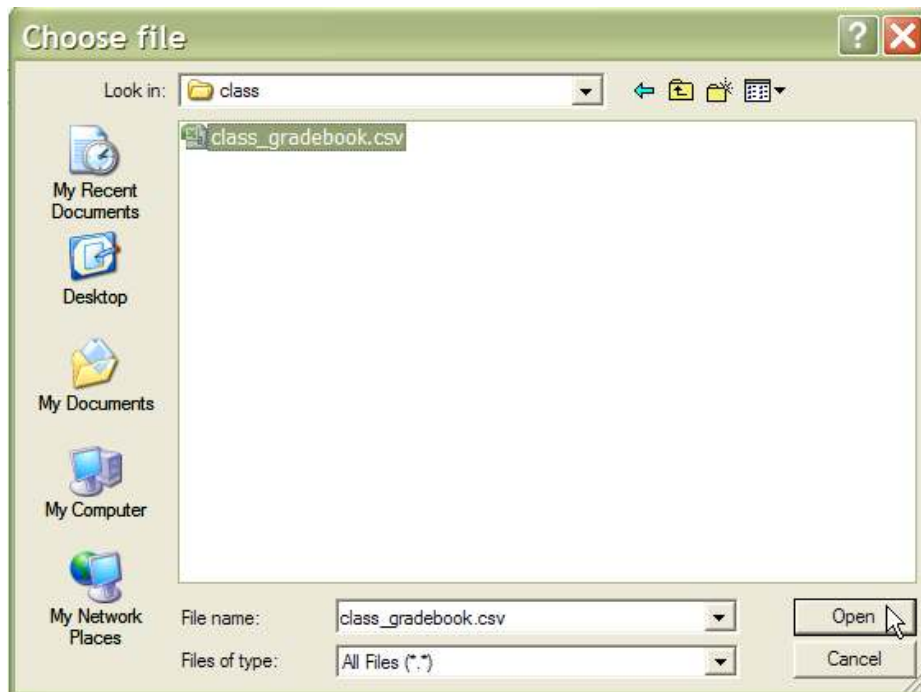 Choose file
?
Look in: class
class_gradebook.csv
My Recent
Documents
Desktop
My Documents
My Computer
My Network
Places
File name: class_gradebook.csv Open
Files of type: All Files (*.*) Cancel